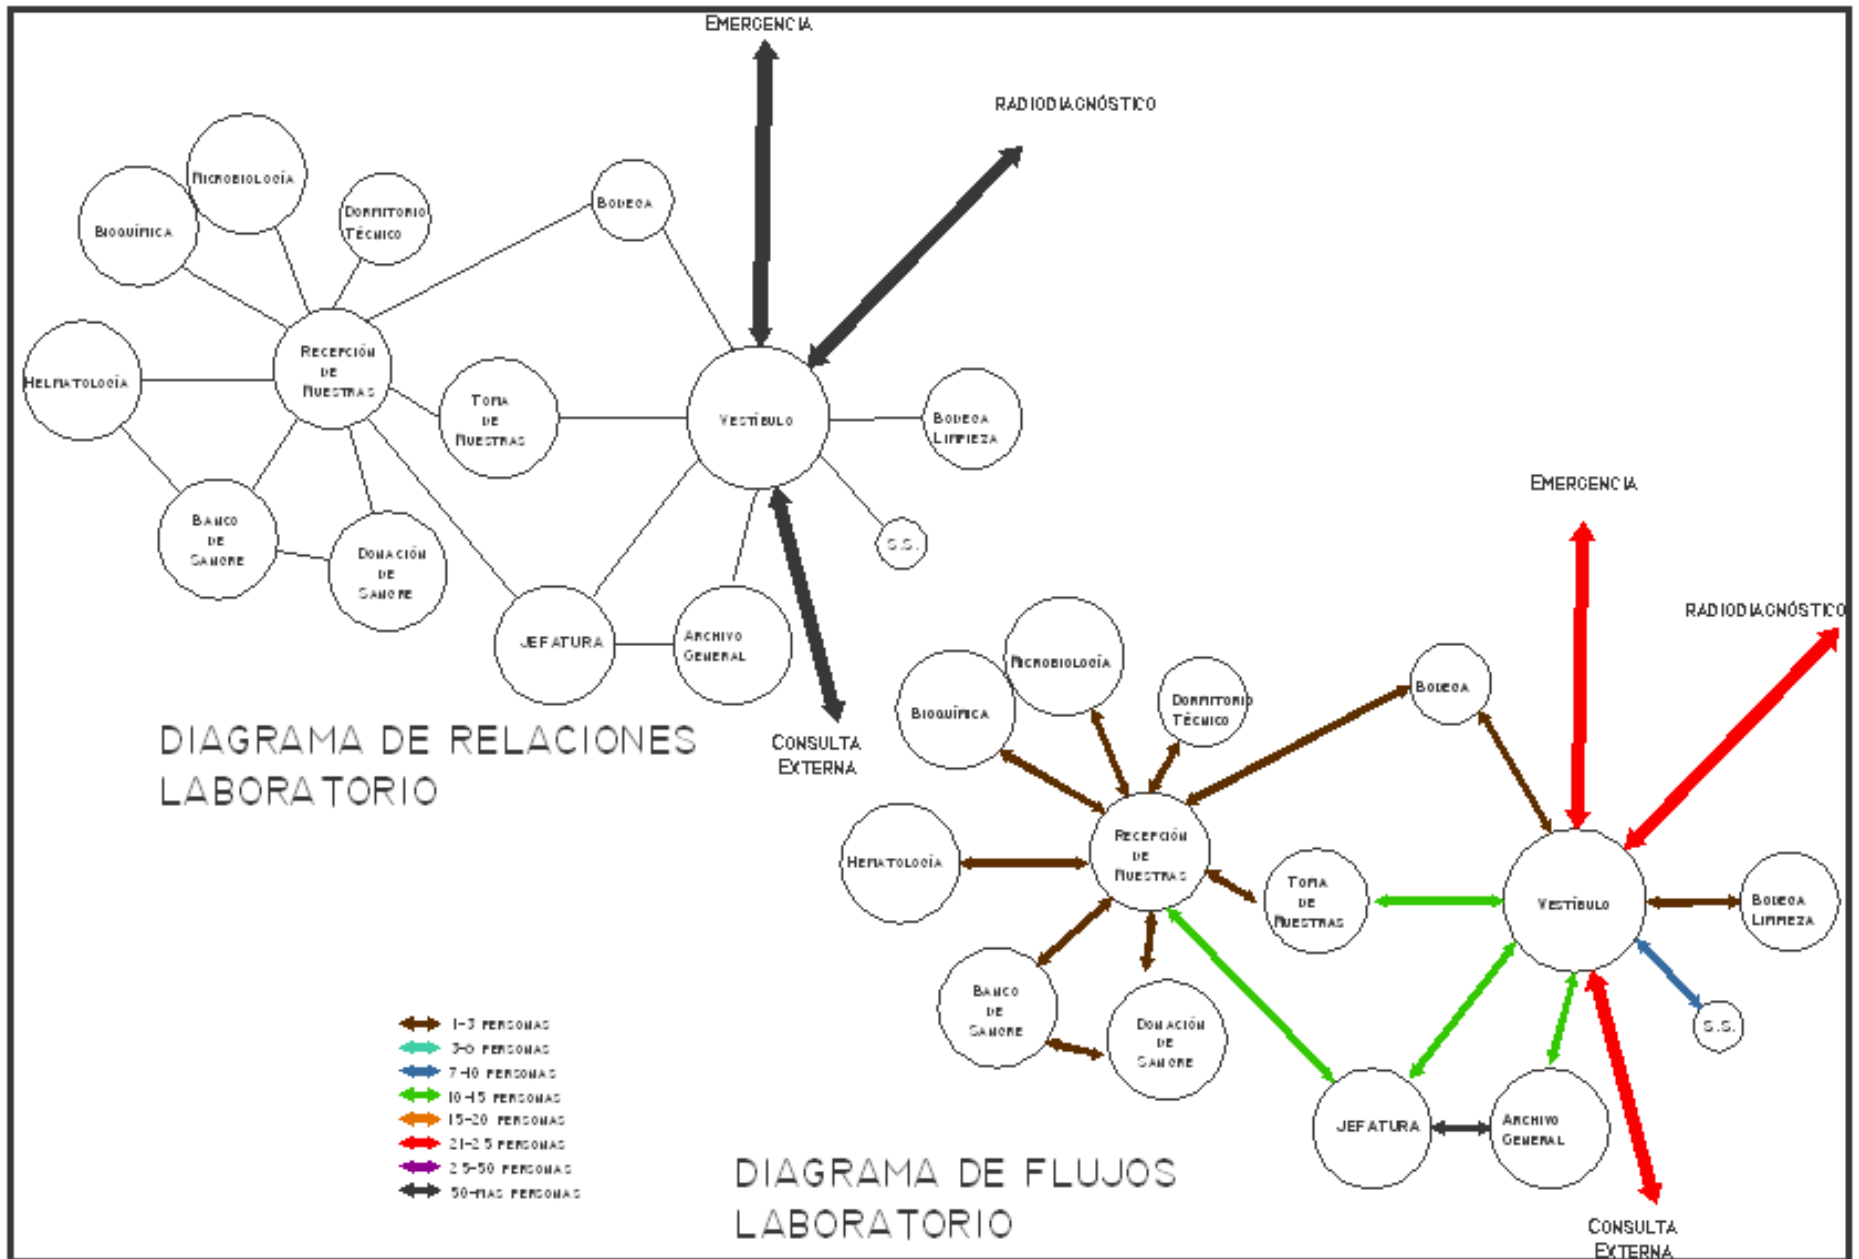 EMERGENCIA
RADIODIAGNÓSTICO
MICROBIOLOGÍA
BIOQUÍMICA
DORMITORIO
TÉCNICO
BODEGA
RECEPCIÓN
DE
MUESTRAS
HELMATOLOGÍA
TOMA
DE
MUESTRAS
VESTÍBULO
BODEGA
LIMPIEZA
BANCO
DE
SANGRE
DONACIÓN
DE
SANGRE
S.S.
JEFATURA
ARCHIVO
GENERAL
CONSULTA
EXTERNA
DIAGRAMA DE RELACIONES
LABORATORIO
EMERGENCIA
RADIODIAGNÓSTICO
MICROBIOLOGÍA
BIOQUÍMICA
DORMITORIO
TÉCNICO
BODEGA
RECEPCIÓN
DE
MUESTRAS
HEMATOLOGÍA
TOMA
DE
MUESTRAS
VESTÍBULO
BODEGA
LIMPIEZA
BANCO
DE
SANGRE
DONACIÓN
DE
SANGRE
S.S.
JEFATURA
ARCHIVO
GENERAL
CONSULTA
EXTERNA
1-3 PERSONAS
3-6 PERSONAS
7-10 PERSONAS
10-15 PERSONAS
15-20 PERSONAS
21-25 PERSONAS
25-50 PERSONAS
50-MAS PERSONAS
DIAGRAMA DE FLUJOS
LABORATORIO